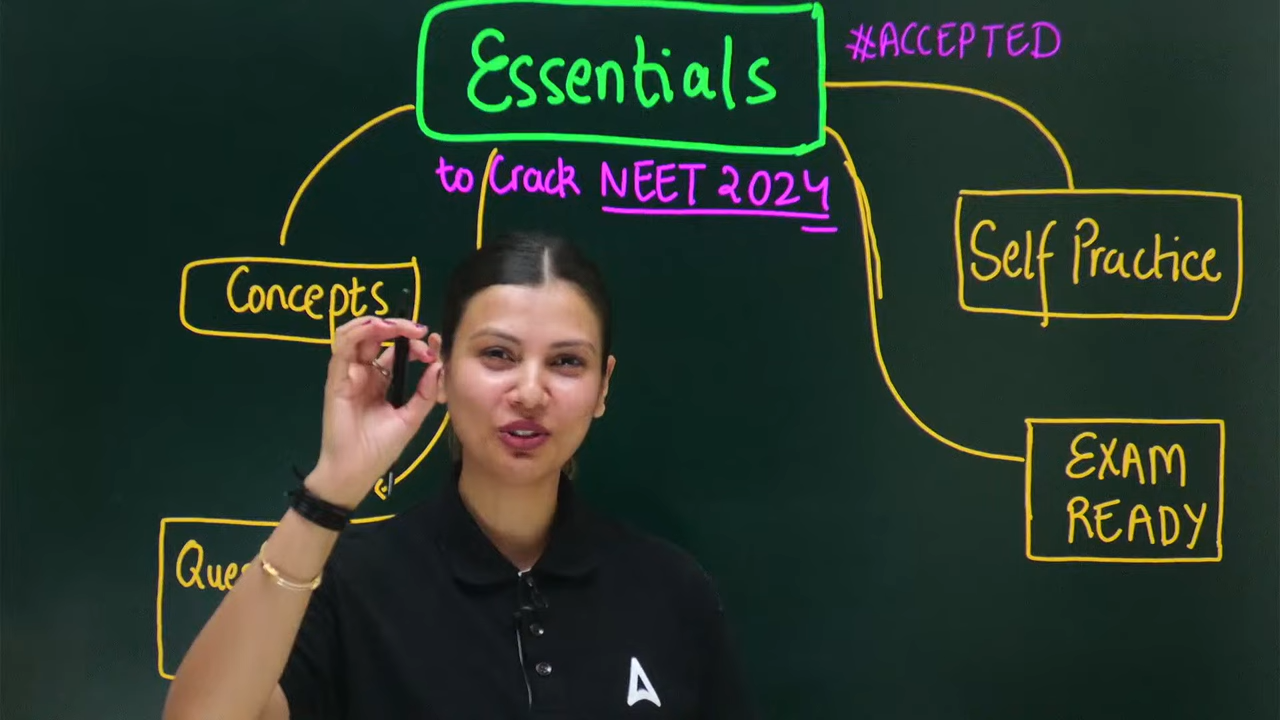 Essentials
#ACCEPTED
to Crack NEET 2024
Self Practice
Concepts
EXAM
READY